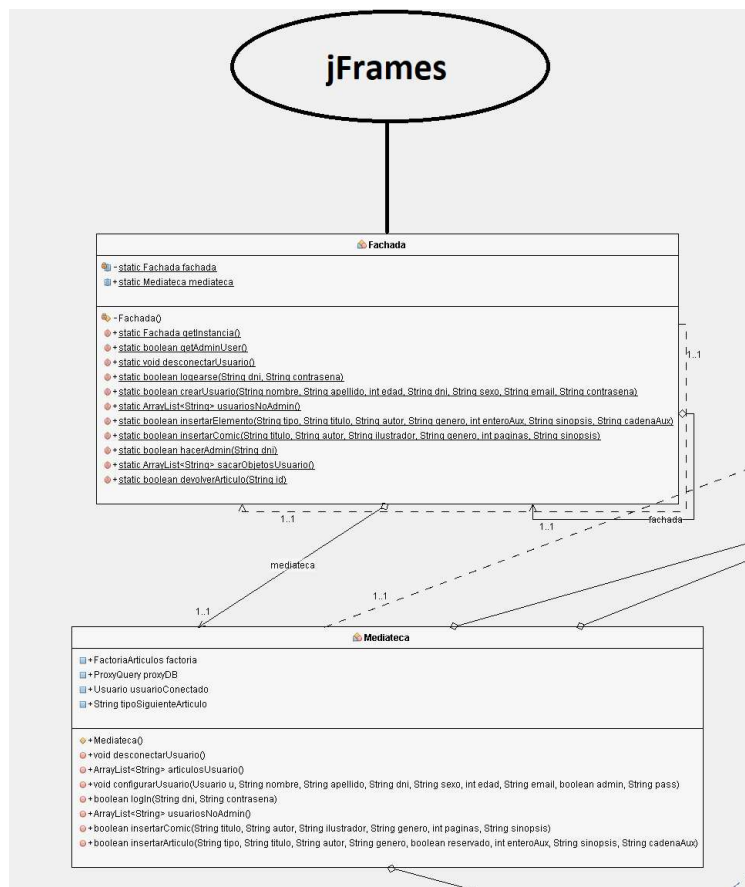 jFrames
Fachada
- static Fachada fachada
+ static Mediateca mediateca
- Fachada()
+ static Fachada getInstancia()
+ static boolean getAdminUser()
+ static void desconectarUsuario()
+ static boolean logearse(String dni, String contrasena)
+ static boolean crearUsuario(String nombre, String apellido, int edad, String dni, String sexo, String email, String contrasena)
+ static ArrayList<String> usuariosNoAdmin()
+ static boolean insertarElemento(String tipo, String titulo, String autor, String genero, int enteroAux, String sinopsis, String cadenaAux)
+ static boolean insertarComic(String titulo, String autor, String ilustrador, String genero, int paginas, String sinopsis)
+ static boolean hacerAdmin(String dni)
+ static ArrayList<String> sacarObjetosUsuario()
+ static boolean devolverArticulo(String id)
1..1
1..1
1..1
fachada
mediateca
1..1
1..1
Mediateca
+ FactoriaArticulos factoria
+ ProxyQuery proxyDB
+ Usuario usuarioConectado
+ String tipoSiguienteArticulo
+ Mediateca()
+ void desconectarUsuario()
+ ArrayList<String> articulosUsuario()
+ void configurarUsuario(Usuario u, String nombre, String apellido, String dni, String sexo, int edad, String email, boolean admin, String pass)
+ boolean logIn(String dni, String contrasena)
+ ArrayList<String> usuariosNoAdmin()
+ boolean insertarComic(String titulo, String autor, String ilustrador, String genero, int paginas, String sinopsis)
+ boolean insertarArticulo(String tipo, String titulo, String autor, String genero, boolean reservado, int enteroAux, String sinopsis, String cadenaAux)